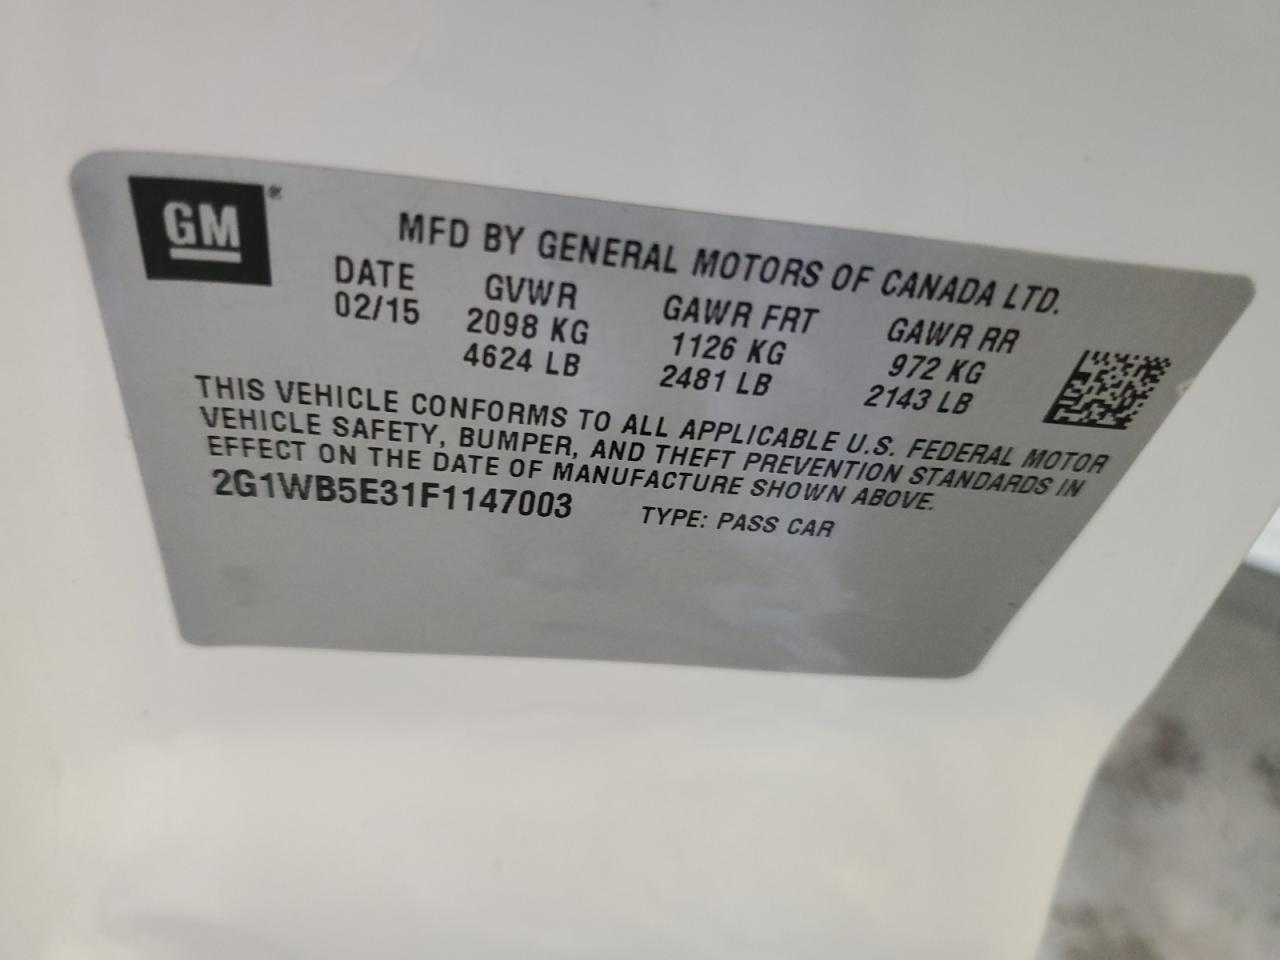 GM®
MFD BY GENERAL MOTORS OF CANADA LTD.
DATE GVWR GAWR FRT GAWR RR
02/15 2098 KG 1126 KG 972 KG
4624 LB 2481 LB 2143 LB
THIS VEHICLE CONFORMS TO ALL APPLICABLE U.S. FEDERAL MOTOR
VEHICLE SAFETY, BUMPER, AND THEFT PREVENTION STANDARDS IN
EFFECT ON THE DATE OF MANUFACTURE SHOWN ABOVE.
2G1WB5E31F1147003 TYPE: PASS CAR